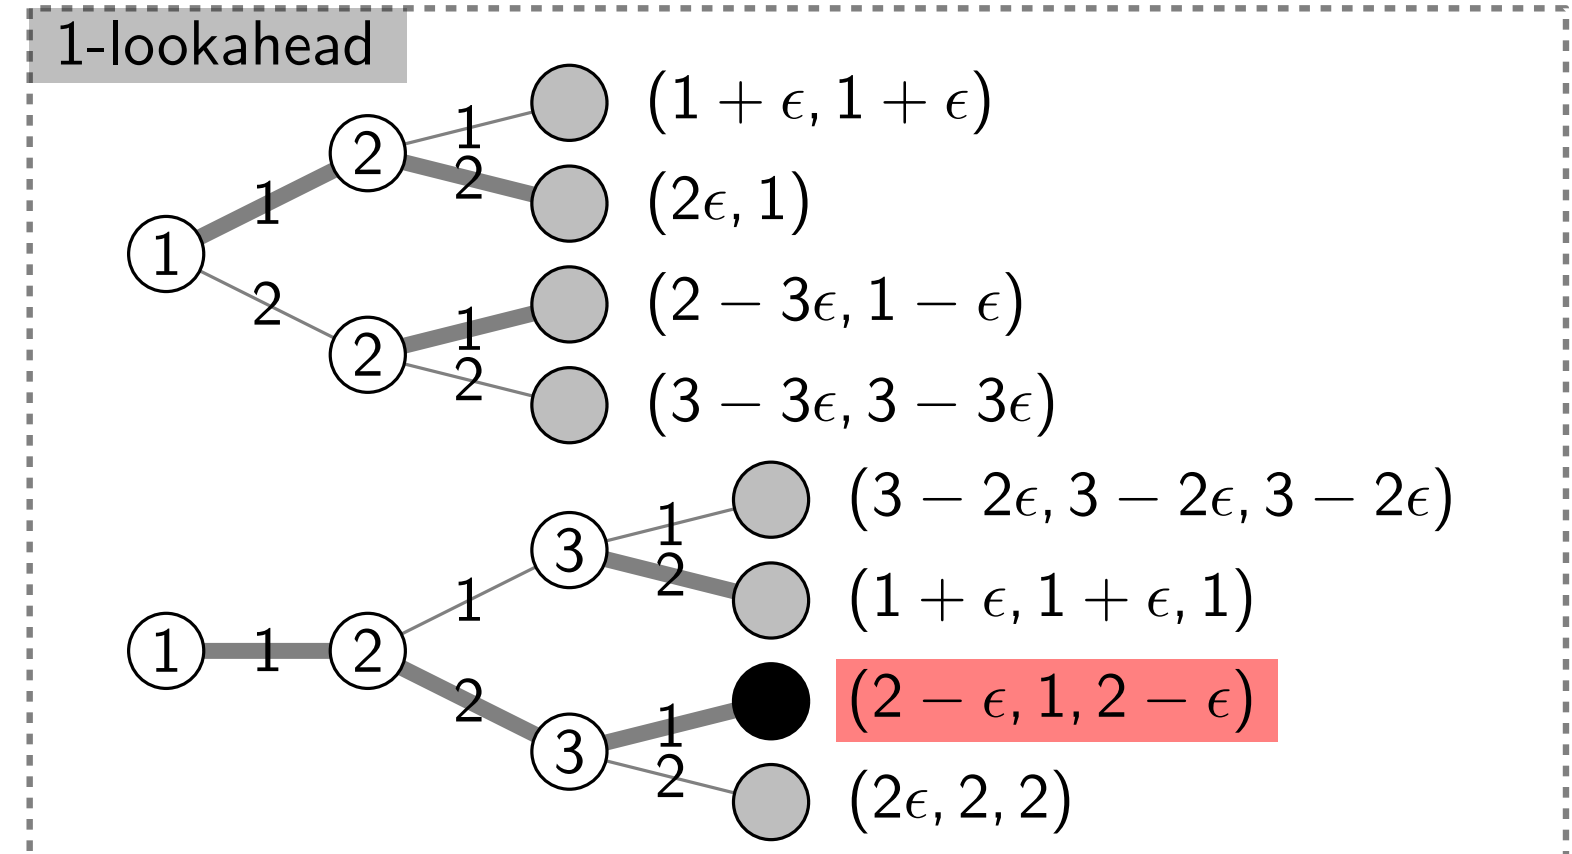 1-lookahead
1 (1 + ϵ, 1 + ϵ)
2
1 2 (2ϵ, 1)
1
2 1 (2 − 3ϵ, 1 − ϵ)
2
2 (3 − 3ϵ, 3 − 3ϵ)
1 (3 − 2ϵ, 3 − 2ϵ, 3 − 2ϵ)
3
1 2 (1 + ϵ, 1 + ϵ, 1)
1 1 2
2 1 (2 − ϵ, 1, 2 − ϵ)
3
2 (2ϵ, 2, 2)